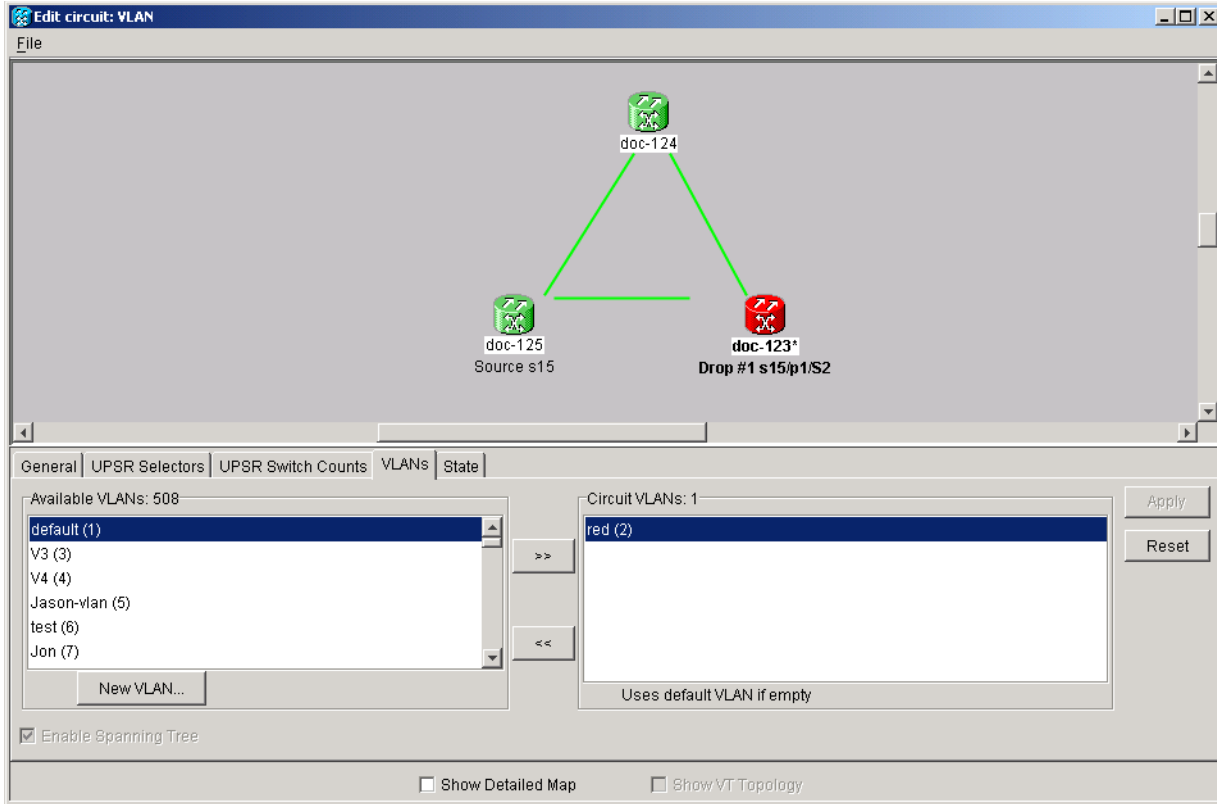 Edit circuit: VLAN
File
doc-124
doc-125
Source s15
doc-123*
Drop #1 s15/p1/S2
General UPSR Selectors UPSR Switch Counts VLANs State
Available VLANs: 508
default (1)
V3 (3)
V4 (4)
Jason-vlan (5)
test (6)
Jon (7)
New VLAN...
>>
<<
Circuit VLANs: 1
red (2)
Uses default VLAN if empty
Apply
Reset
Enable Spanning Tree
Show Detailed Map Show VT Topology